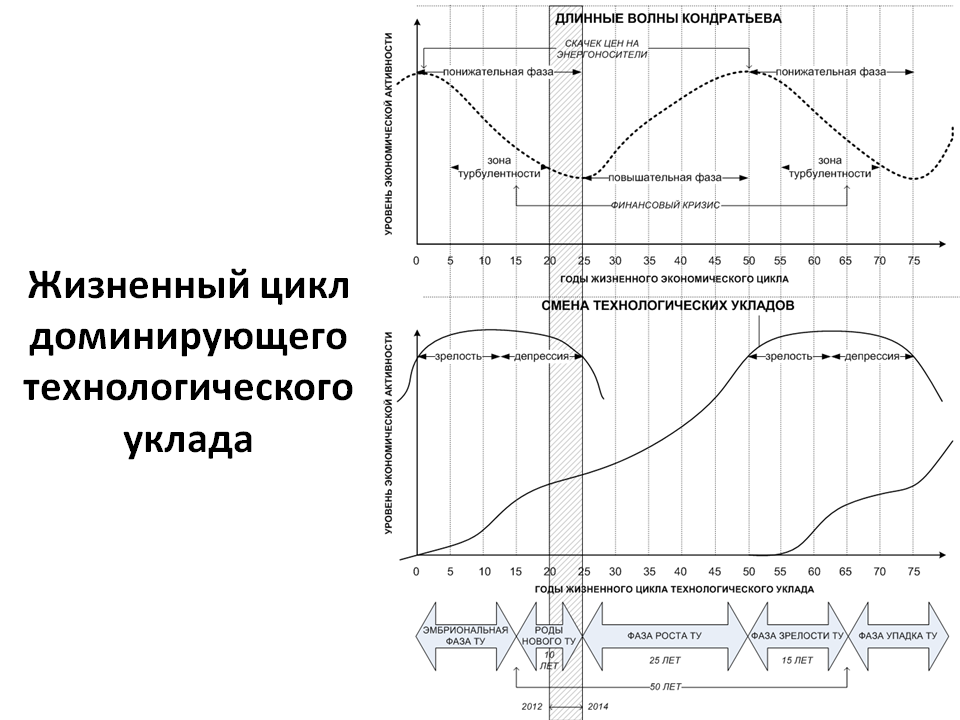 Жизненный цикл
доминирующего
технологического
уклада
ДЛИННЫЕ ВОЛНЫ КОНДРАТЬЕВА
УРОВЕНЬ ЭКОНОМИЧЕСКОЙ АКТИВНОСТИ
СКАЧЕК ЦЕН НА
ЭНЕРГОНОСИТЕЛИ
понижательная фаза
понижательная фаза
зона
турбулентности
зона
турбулентности
повышательная фаза
ФИНАНСОВЫЙ КРИЗИС
0 5 10 15 20 25 30 35 40 45 50 55 60 65 70 75
ГОДЫ ЖИЗНЕННОГО ЭКОНОМИЧЕСКОГО ЦИКЛА
СМЕНА ТЕХНОЛОГИЧЕСКИХ УКЛАДОВ
УРОВЕНЬ ЭКОНОМИЧЕСКОЙ АКТИВНОСТИ
зрелость депрессия зрелость депрессия
0 5 10 15 20 25 30 35 40 45 50 55 60 65 70 75
ГОДЫ ЖИЗНЕННОГО ЦИКЛА ТЕХНОЛОГИЧЕСКОГО УКЛАДА
ЭМБРИОНАЛЬНАЯ
ФАЗА ТУ
РОДЫ
НОВОГО ТУ
10
ЛЕТ
ФАЗА РОСТА ТУ
25 ЛЕТ
ФАЗА ЗРЕЛОСТИ ТУ
15 ЛЕТ
ФАЗА УПАДКА ТУ
50 ЛЕТ
2012 2014